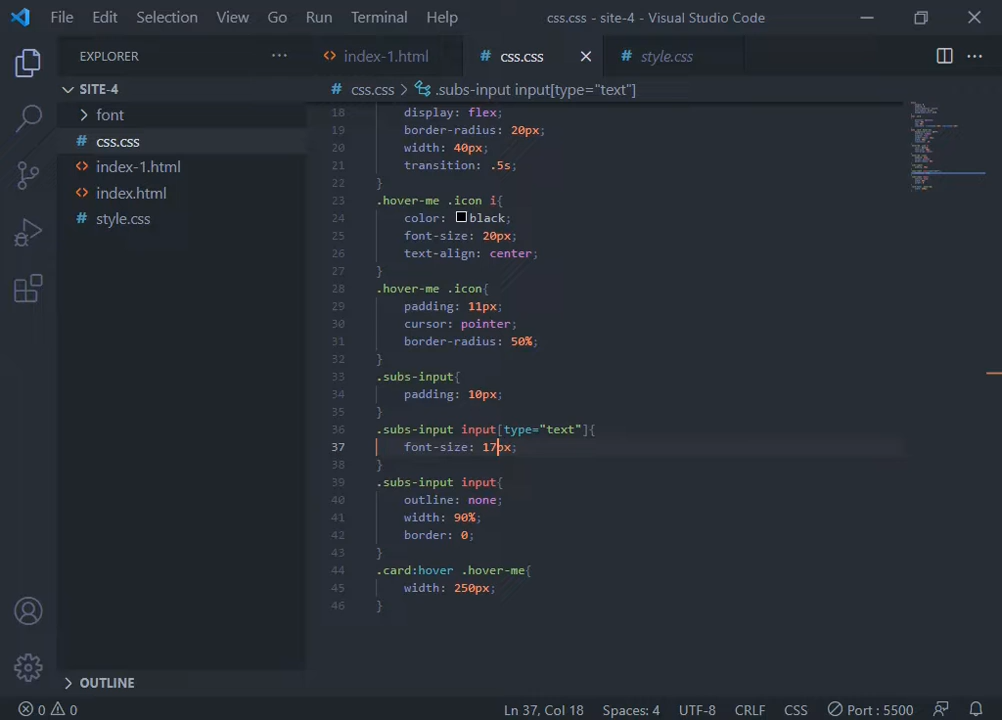 File Edit Selection View Go Run Terminal Help css.css - site-4 - Visual Studio Code
EXPLORER ··· index-1.html # css.css # style.css ···
SITE-4
# css.css > .subs-input input[type="text"]
font
# css.css
index-1.html
index.html
# style.css
18 display: flex;
19 border-radius: 20px;
20 width: 40px;
21 transition: .5s;
22 }
23 .hover-me .icon i{
24 color: black;
25 font-size: 20px;
26 text-align: center;
27 }
28 .hover-me .icon{
29 padding: 11px;
30 cursor: pointer;
31 border-radius: 50%;
32 }
33 .subs-input{
34 padding: 10px;
35 }
36 .subs-input input[type="text"]{
37 font-size: 17px;
38 }
39 .subs-input input{
40 outline: none;
41 width: 90%;
42 border: 0;
43 }
44 .card:hover .hover-me{
45 width: 250px;
46 }
OUTLINE
0 0 Ln 37, Col 18 Spaces: 4 UTF-8 CRLF CSS Port : 5500